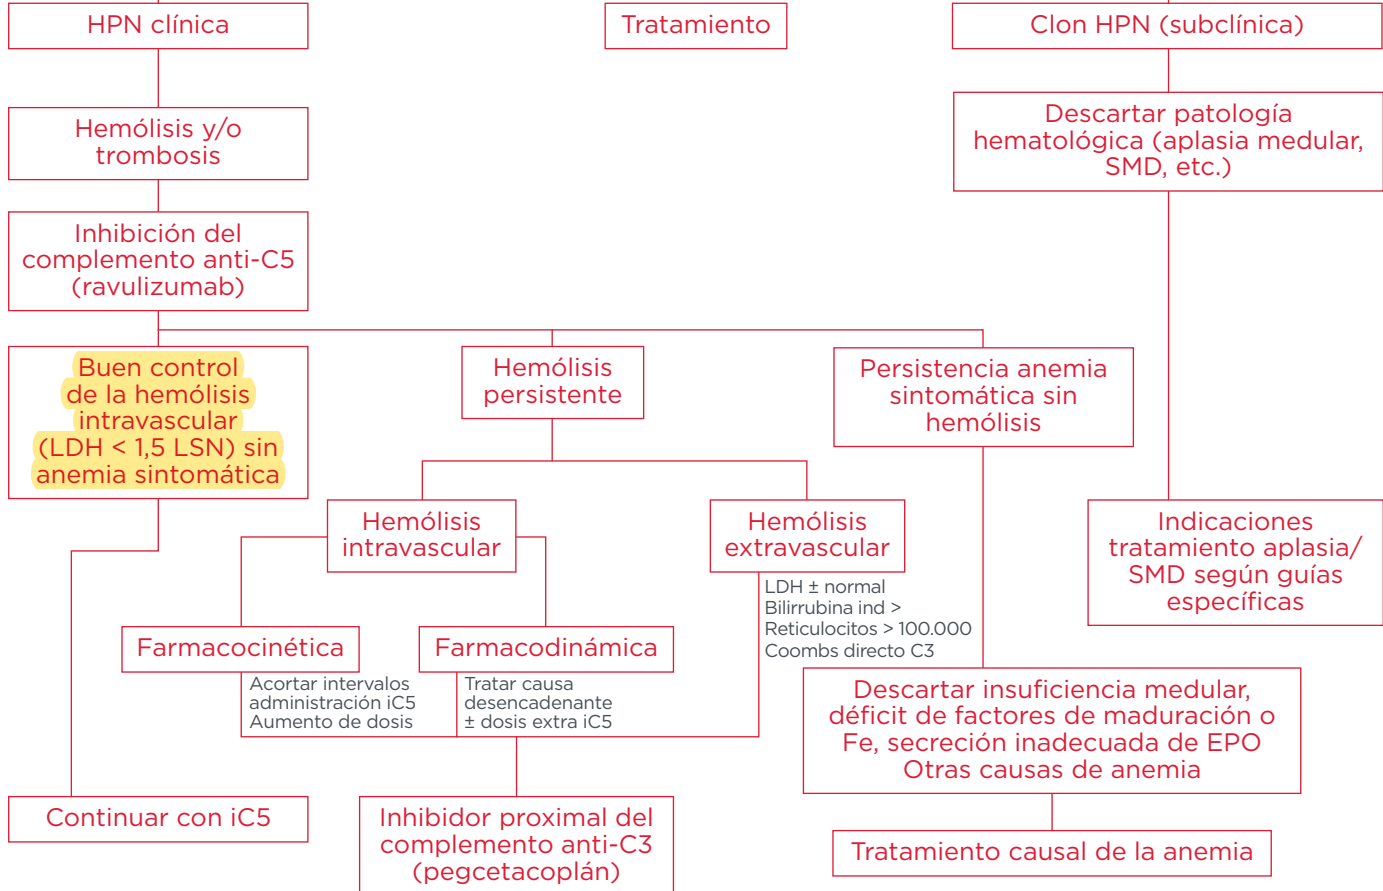 HPN clínica
Tratamiento
Clon HPN (subclínica)
Hemólisis y/o
trombosis
Descartar patología
hematológica (aplasia medular,
SMD, etc.)
Inhibición del
complemento anti-C5
(ravulizumab)
Buen control
de la hemólisis
intravascular
(LDH < 1,5 LSN) sin
anemia sintomática
Hemólisis
persistente
Persistencia anemia
sintomática sin
hemólisis
Hemólisis
intravascular
Hemólisis
extravascular
LDH ± normal
Bilirrubina ind >
Reticulocitos > 100.000
Coombs directo C3
Indicaciones
tratamiento aplasia/
SMD según guías
específicas
Farmacocinética
Acortar intervalos
administración iC5
Aumento de dosis
Farmacodinámica
Tratar causa
desencadenante
± dosis extra iC5
Descartar insuficiencia medular,
déficit de factores de maduración o
Fe, secreción inadecuada de EPO
Otras causas de anemia
Continuar con iC5
Inhibidor proximal del
complemento anti-C3
(pegcetacoplán)
Tratamiento causal de la anemia